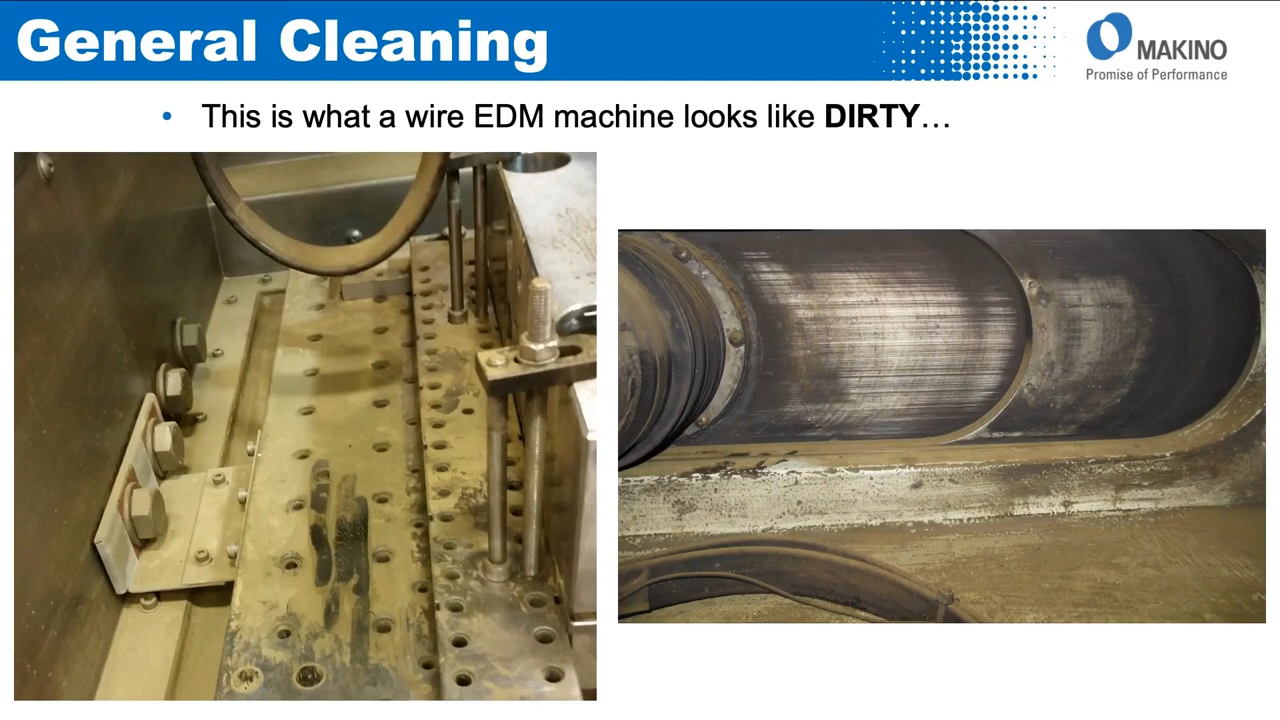 General Cleaning
MAKINO
Promise of Performance
• This is what a wire EDM machine looks like DIRTY…